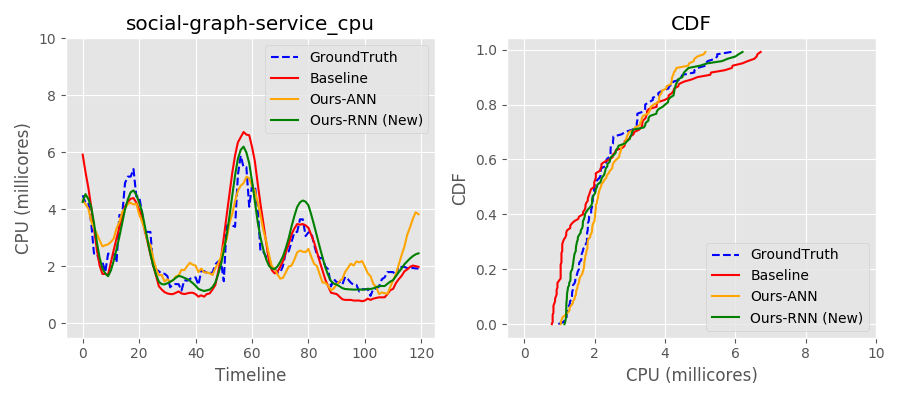 social-graph-service_cpu
CPU (millicores)
10
8
6
4
2
0
0 20 40 60 80 100 120
Timeline
GroundTruth
Baseline
Ours-ANN
Ours-RNN (New)
CDF
CDF
1.0
0.8
0.6
0.4
0.2
0.0
0 2 4 6 8 10
CPU (millicores)
GroundTruth
Baseline
Ours-ANN
Ours-RNN (New)